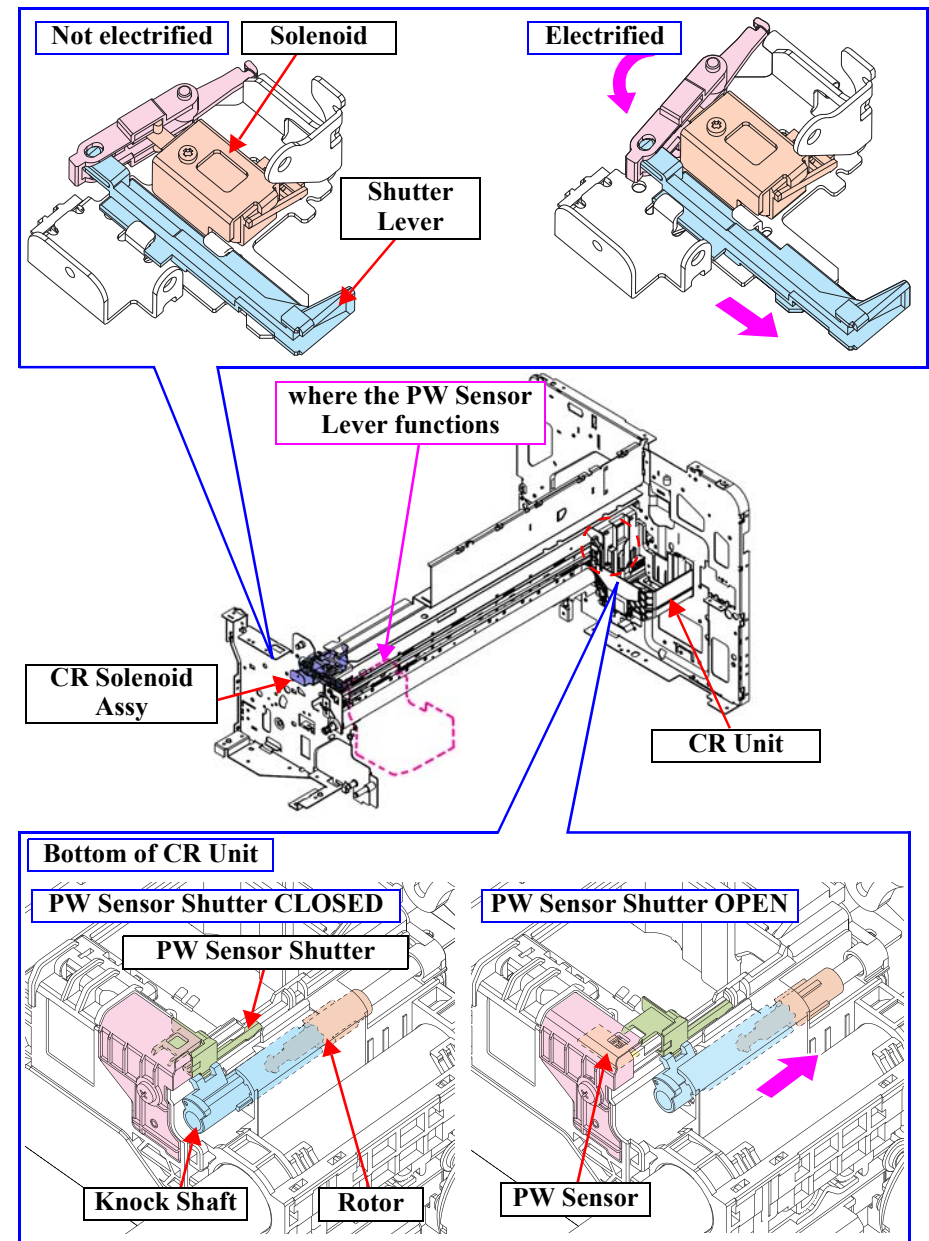 Not electrified
Solenoid
Electrified
Shutter
Lever
where the PW Sensor
Lever functions
CR Solenoid
Assy
CR Unit
Bottom of CR Unit
PW Sensor Shutter CLOSED
PW Sensor Shutter OPEN
PW Sensor Shutter
Knock Shaft
Rotor
PW Sensor